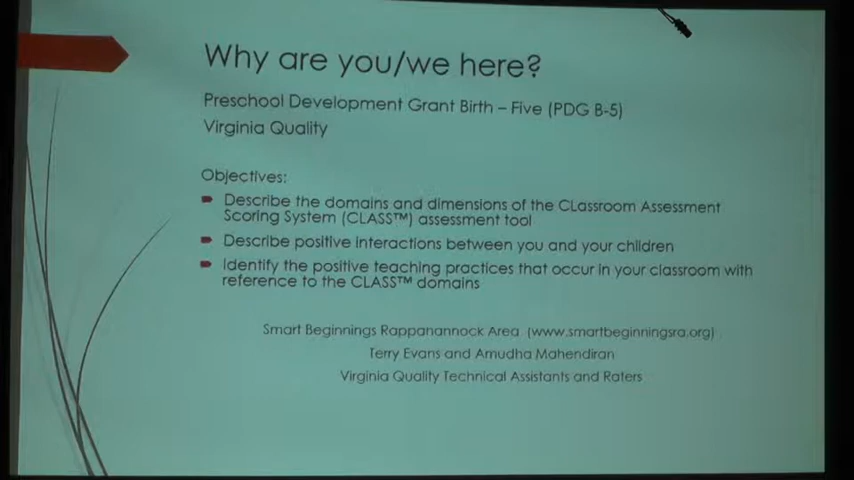 Why are you/we here?
Preschool Development Grant Birth – Five (PDG B-5)
Virginia Quality
Objectives:
Describe the domains and dimensions of the CLassroom Assessment
Scoring System (CLASS™) assessment tool
Describe positive interactions between you and your children
Identify the positive teaching practices that occur in your classroom with
reference to the CLASS™ domains
Smart Beginnings Rappanannock Area (www.smartbeginningsra.org)
Terry Evans and Amudha Mahendiran
Virginia Quality Technical Assistants and Raters